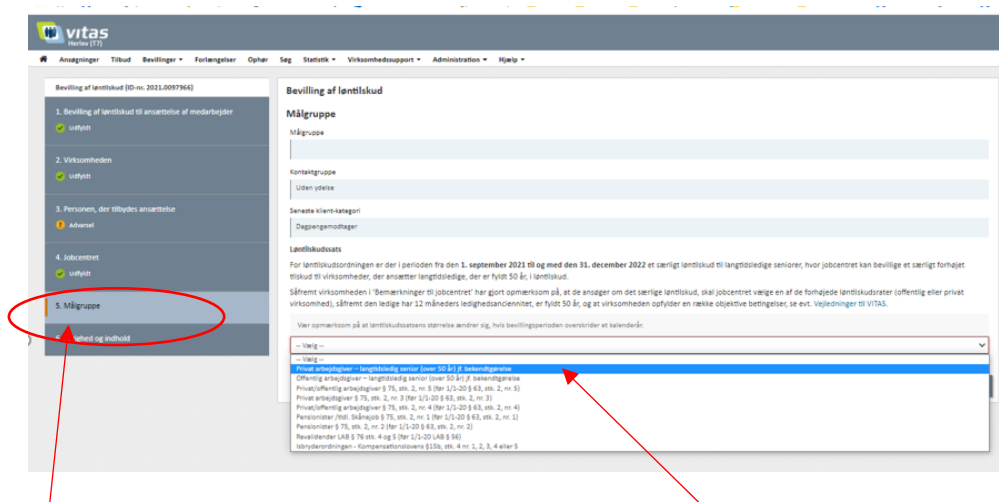 vitas
Herlev (T7)
Ansøgninger Tilbud Bevillinger Forlængelser Ophør Søg Statistik Virksomhedssupport Administration Hjælp
Bevilling af løntilskud (ID-nr. 2021.0097966)
1. Bevilling af løntilskud til ansættelse af medarbejder
Udfyldt
2. Virksomheden
Udfyldt
3. Personen, der tilbydes ansættelse
Advarsel
4. Jobcentret
Udfyldt
5. Målgruppe
og indhold
Bevilling af løntilskud
Målgruppe
Målgruppe
Kontaktgruppe
Uden ydelse
Seneste klient-kategori
Dagpengemodtager
Løntilskudssats
For løntilskudsordningen er der i perioden fra den 1. september 2021 til og med den 31. december 2022 et særligt løntilskud til langtidsledige seniorer, hvor jobcentret kan bevillige et særligt forhøjet
tilskud til virksomheder, der ansætter langtidsledige, der er fyldt 50 år, i løntilskud.
Såfremt virksomheden i 'Bemærkninger til jobcentret' har gjort opmærksom på, at de ansøger om det særlige løntilskud, skal jobcentret vælge en af de forhøjede løntilskudsrater (offentlig eller privat
virksomhed), såfremt den ledige har 12 måneders ledighedsanciennitet, er fyldt 50 år, og at virksomheden opfylder en række objektive betingelser, se evt. Vejledninger til VITAS.
Vær opmærksom på at løntilskudssatsens størrelse ændrer sig, hvis bevillingsperioden overskrider et kalenderår.
-- Vælg --
-- Vælg --
Privat arbejdsgiver – langtidsledig senior (over 50 år) jf. bekendtgørelse
Offentlig arbejdsgiver – langtidsledig senior (over 50 år) jf. bekendtgørelse
Privat/offentlig arbejdsgiver § 75, stk. 2, nr. 5 (før 1/1-20 § 63, stk. 2, nr. 5)
Privat arbejdsgiver § 75, stk. 2, nr. 3 (før 1/1-20 § 63, stk. 2, nr. 3)
Privat/offentlig arbejdsgiver § 75, stk. 2, nr. 4 (før 1/1-20 § 63, stk. 2, nr. 4)
Pensionister /tidl. Skånejob § 75, stk. 2, nr. 1 (før 1/1-20 § 63, stk. 2, nr. 1)
Pensionister § 75, stk. 2, nr. 2 (før 1/1-20 § 63, stk. 2, nr. 2)
Revalidender LAB § 76 stk. 4 og 5 (før 1/1-20 LAB § 56)
Isbryderordningen - Kompensationslovens §15b, stk. 4 nr. 1, 2, 3, 4 eller 5